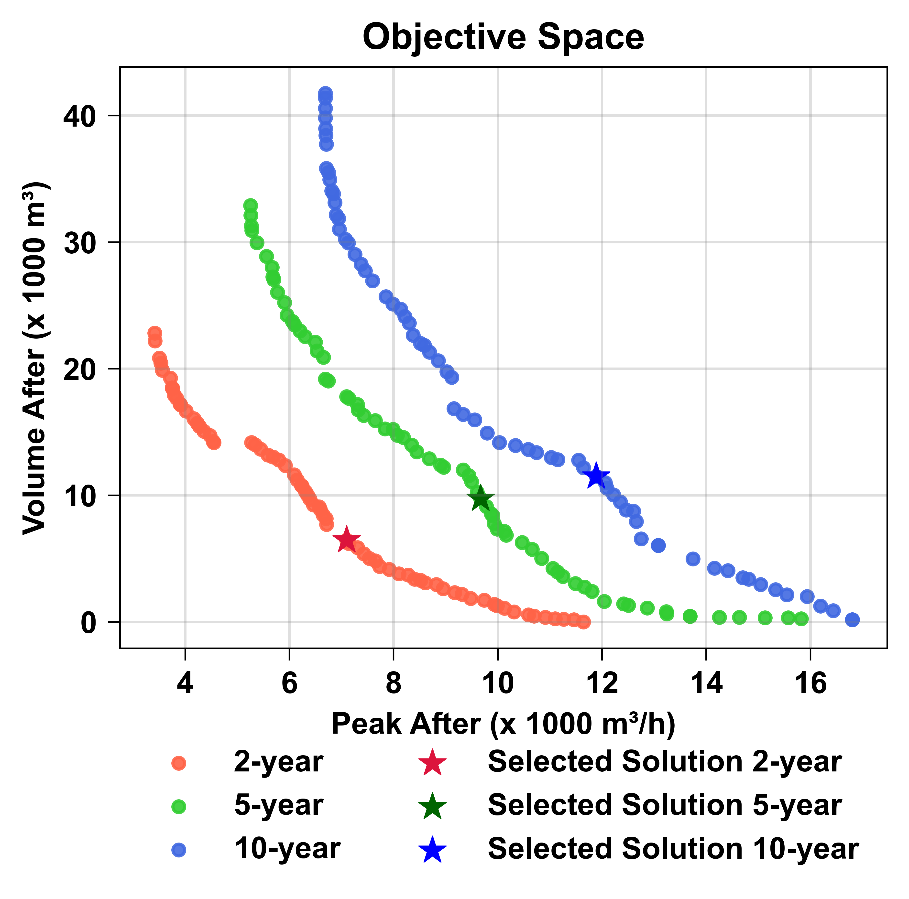 Objective Space
Volume After (x 1000 m³)
40
30
20
10
0
4 6 8 10 12 14 16
Peak After (x 1000 m³/h)
2-year Selected Solution 2-year
5-year Selected Solution 5-year
10-year Selected Solution 10-year